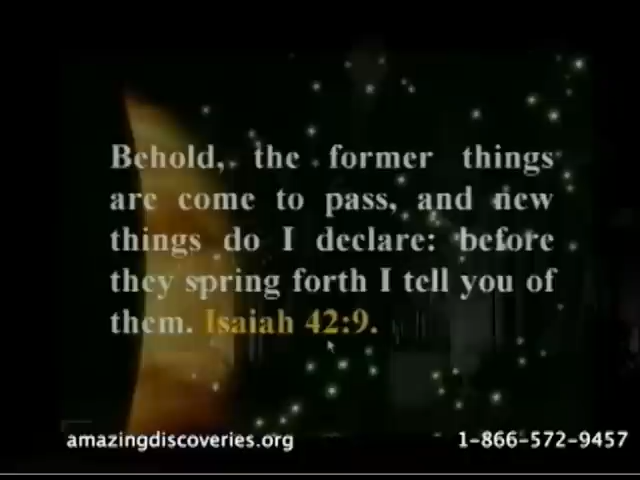 Behold, the former things
are come to pass, and new
things do I declare: before
they spring forth I tell you of
them. Isaiah 42:9.
amazingdiscoveries.org 1-866-572-9457